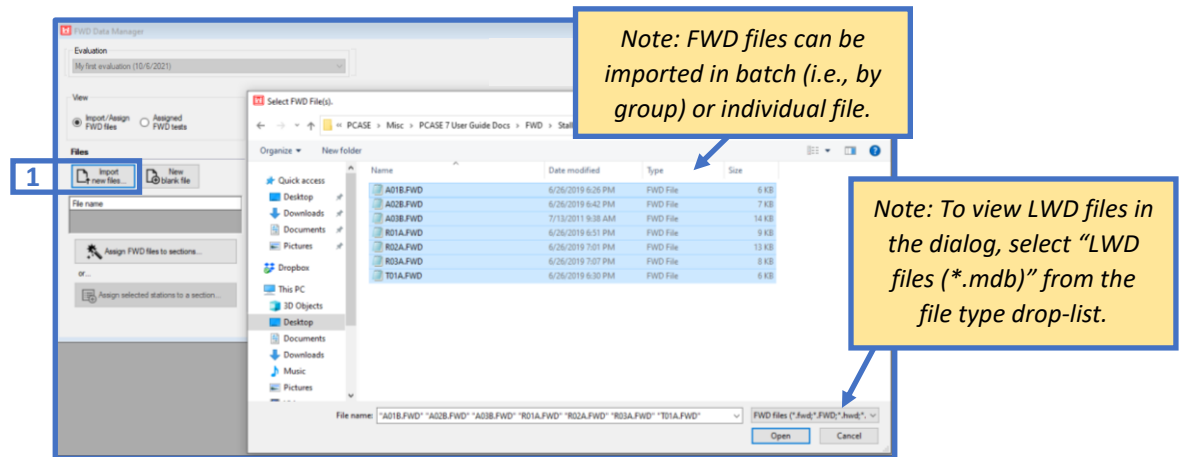 FWD Data Manager
Evaluation
My first evaluation (10/6/2021)
View
Import/Assign FWD files
Assigned FWD tests
Files
1
Import new files...
New blank file
File name
Assign FWD files to sections...
or...
Assign selected stations to a section...
Select FWD File(s).
« PCASE > Misc > PCASE 7 User Guide Docs > FWD >
Organize New folder
Quick access
Desktop
Downloads
Documents
Pictures
Dropbox
This PC
3D Objects
Desktop
Documents
Downloads
Music
Pictures
Name Date modified Type Size
A01B.FWD 6/26/2019 6:26 PM FWD File 6 KB
A02B.FWD 6/26/2019 6:42 PM FWD File 7 KB
A03B.FWD 7/13/2011 9:38 AM FWD File 14 KB
R01A.FWD 6/26/2019 6:51 PM FWD File 9 KB
R02A.FWD 6/26/2019 7:01 PM FWD File 13 KB
R03A.FWD 6/26/2019 7:07 PM FWD File 8 KB
T01A.FWD 6/26/2019 6:30 PM FWD File 6 KB
File name: "A01B.FWD" "A02B.FWD" "A03B.FWD" "R01A.FWD" "R02A.FWD" "R03A.FWD" "T01A.FWD"
FWD files (*.fwd;*.FWD;*.hwd;*.
Open Cancel
Note: FWD files can be
imported in batch (i.e., by
group) or individual file.
Note: To view LWD files in
the dialog, select “LWD
files (*.mdb)” from the
file type drop-list.